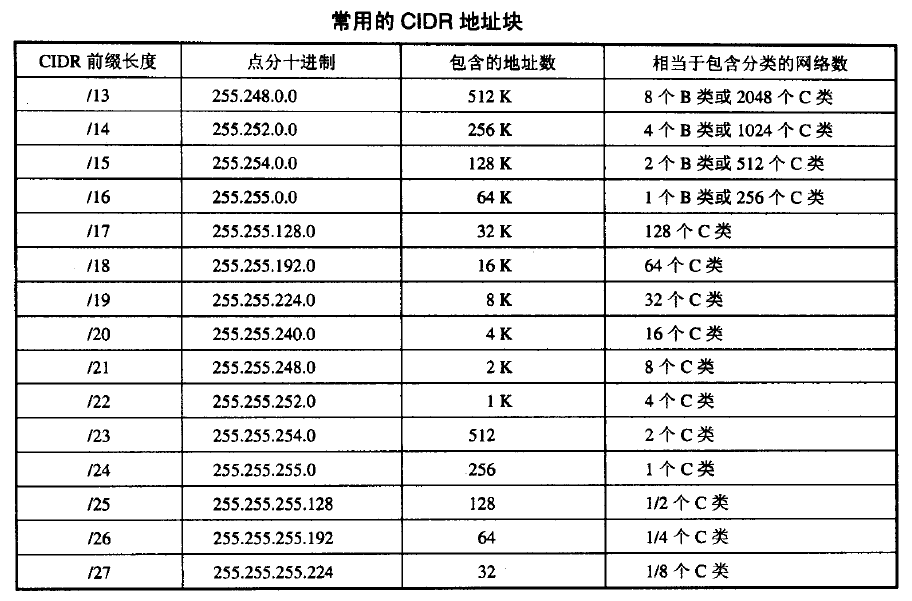 常用的 CIDR 地址块
CIDR 前缀长度 点分十进制 包含的地址数 相当于包含分类的网络数
/13 255.248.0.0 512 K 8 个 B 类或 2048 个 C 类
/14 255.252.0.0 256 K 4 个 B 类或 1024 个 C 类
/15 255.254.0.0 128 K 2 个 B 类或 512 个 C 类
/16 255.255.0.0 64 K 1 个 B 类或 256 个 C 类
/17 255.255.128.0 32 K 128 个 C 类
/18 255.255.192.0 16 K 64 个 C 类
/19 255.255.224.0 8 K 32 个 C 类
/20 255.255.240.0 4 K 16 个 C 类
/21 255.255.248.0 2 K 8 个 C 类
/22 255.255.252.0 1 K 4 个 C 类
/23 255.255.254.0 512 2 个 C 类
/24 255.255.255.0 256 1 个 C 类
/25 255.255.255.128 128 1/2 个 C 类
/26 255.255.255.192 64 1/4 个 C 类
/27 255.255.255.224 32 1/8 个 C 类